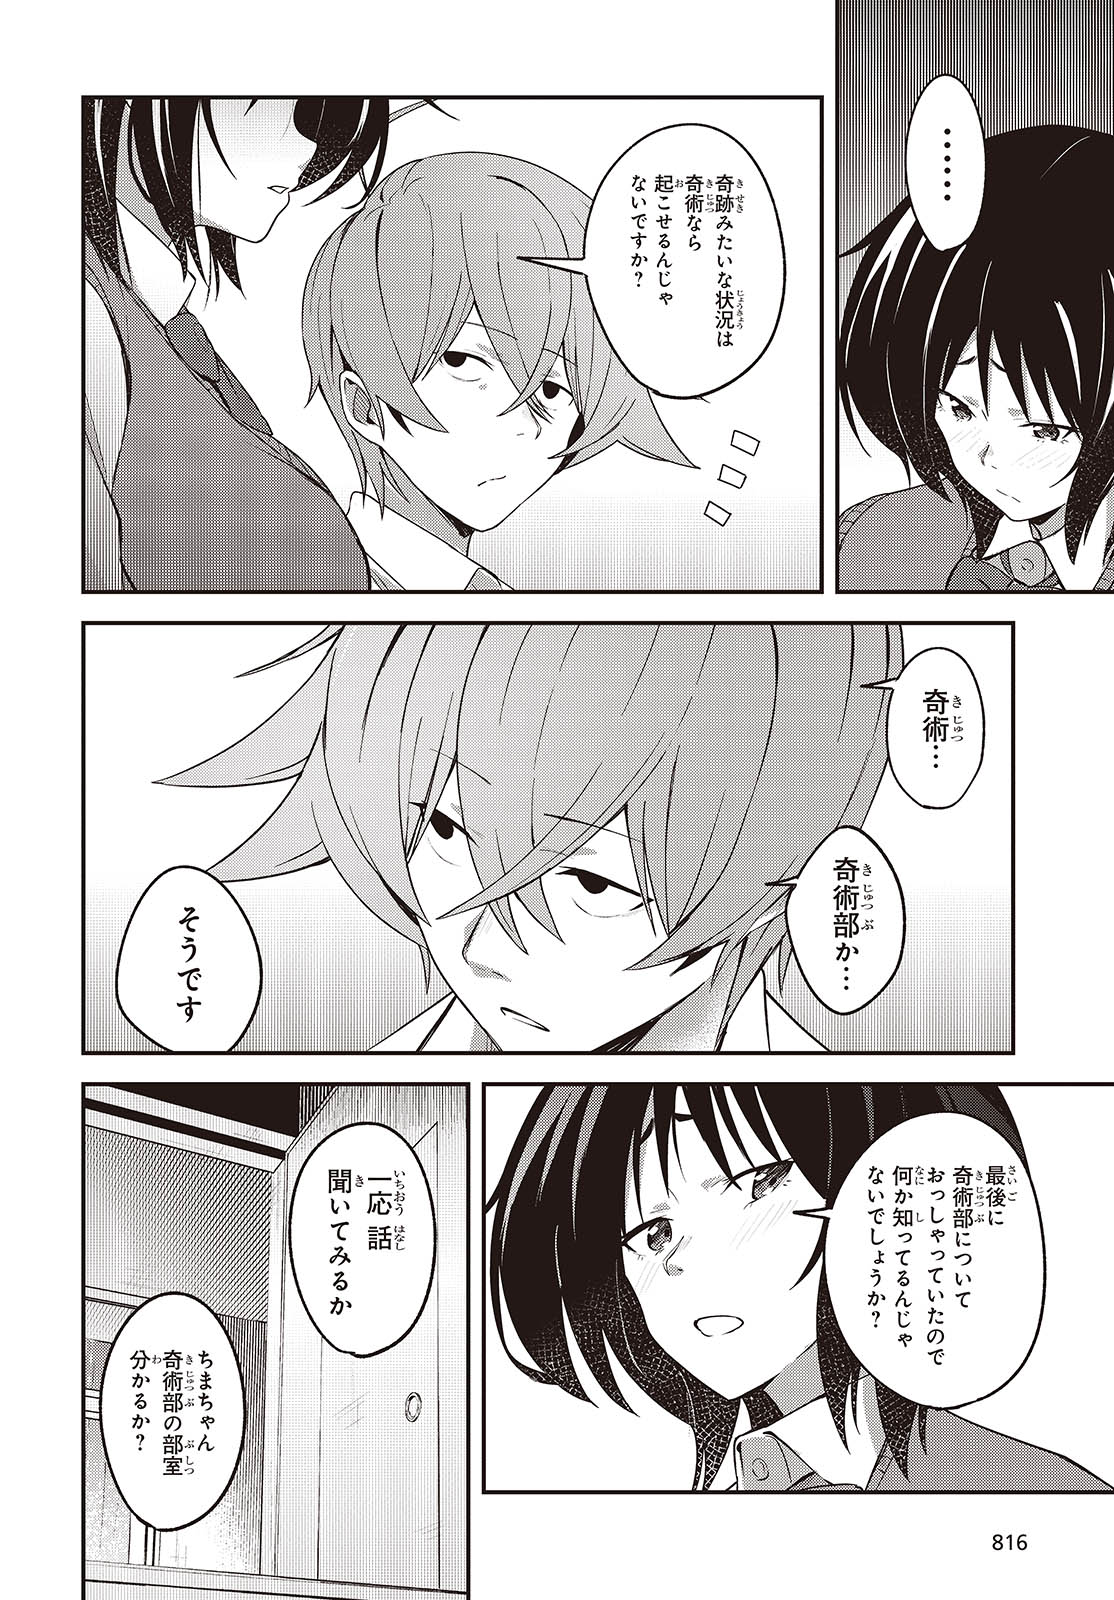 ……
奇跡みたいな状況は
奇術なら
起こせるんじゃ
ないですか？
奇術…
奇術部か…
そうです
最後に
奇術部について
おっしゃっていたので
何か知ってるんじゃ
ないでしょうか？
一応話
聞いてみるか
ちまちゃん
奇術部の部室
分かるか？
816